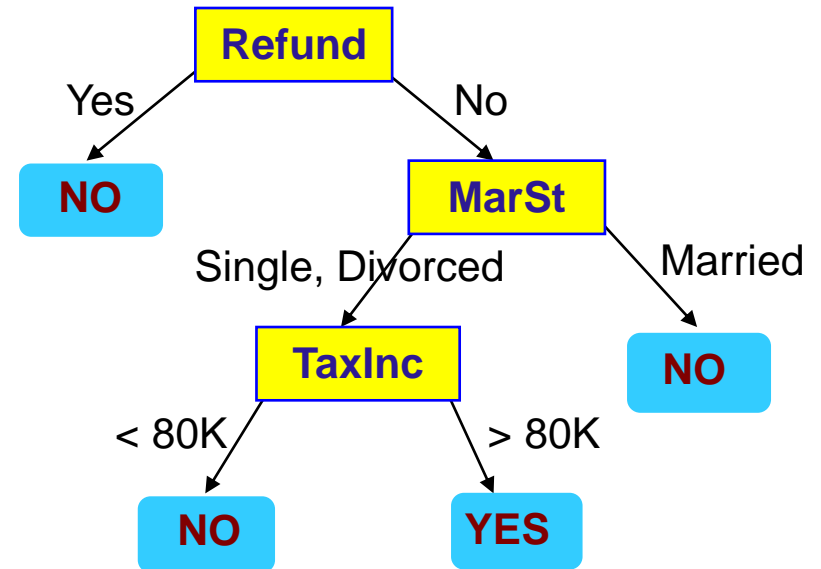 Refund
Yes
No
NO
MarSt
Single, Divorced
Married
TaxInc
NO
< 80K
> 80K
NO
YES